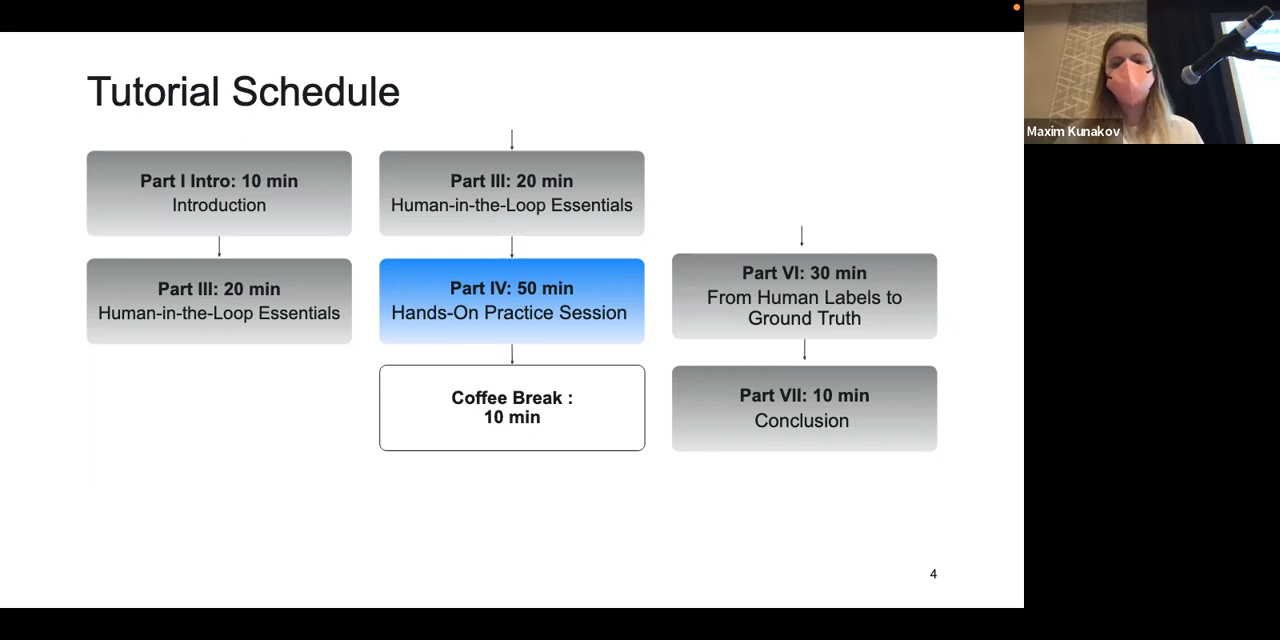 Tutorial Schedule
Part I Intro: 10 min
Introduction
Part III: 20 min
Human-in-the-Loop Essentials
Part III: 20 min
Human-in-the-Loop Essentials
Part IV: 50 min
Hands-On Practice Session
Coffee Break :
10 min
Part VI: 30 min
From Human Labels to
Ground Truth
Part VII: 10 min
Conclusion
4
Maxim Kunakov